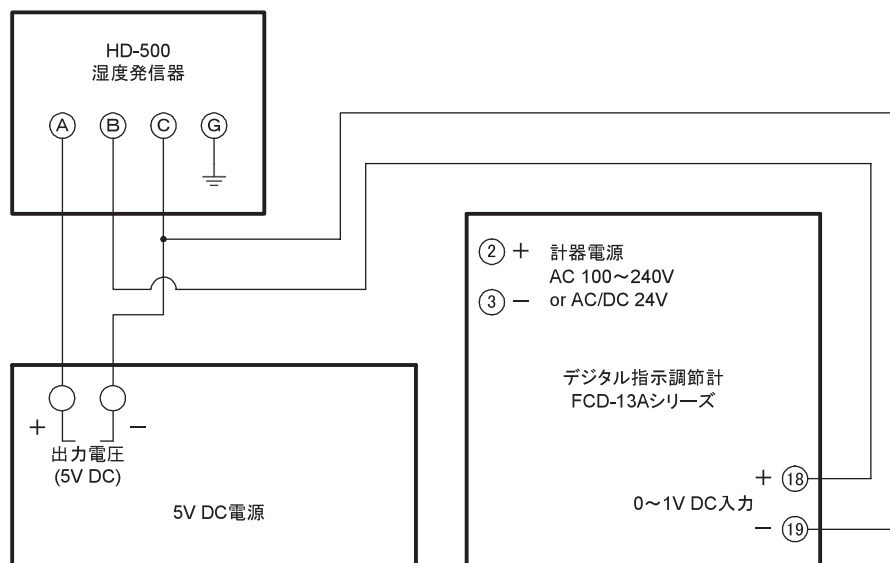 HD-500
湿度発信器
A B C G
② + 計器電源
AC 100～240V
③ − or AC/DC 24V
デジタル指示調節計
FCD-13Aシリーズ
+ −
出力電圧
(5V DC)
5V DC電源
+ ⑱
0～1V DC入力
− ⑲